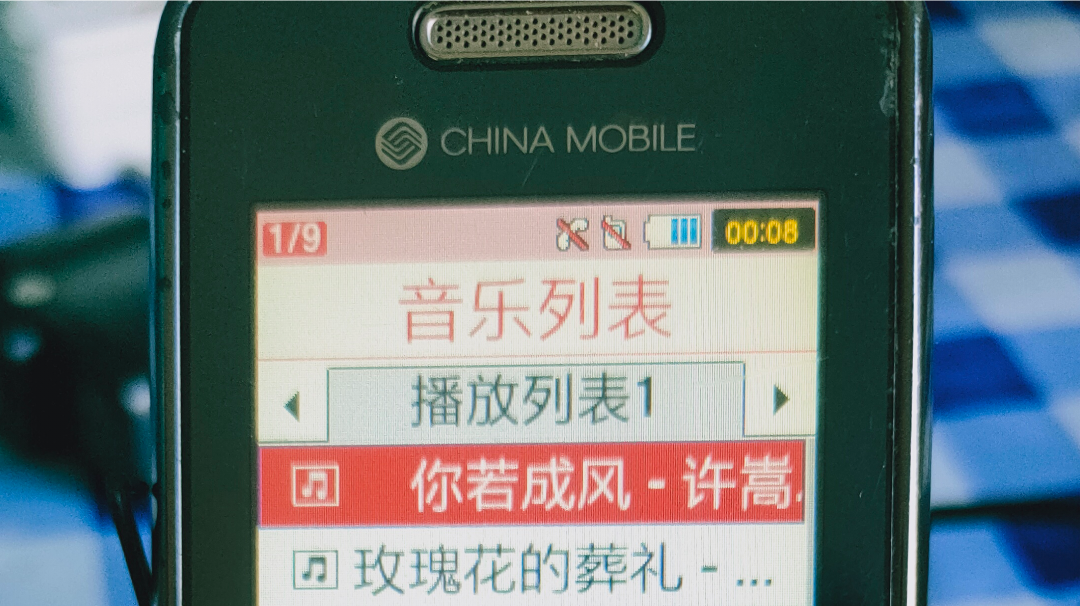 CHINA MOBILE
1/9 00:08
音乐列表
播放列表1
你若成风 - 许嵩.
玫瑰花的葬礼 - ...